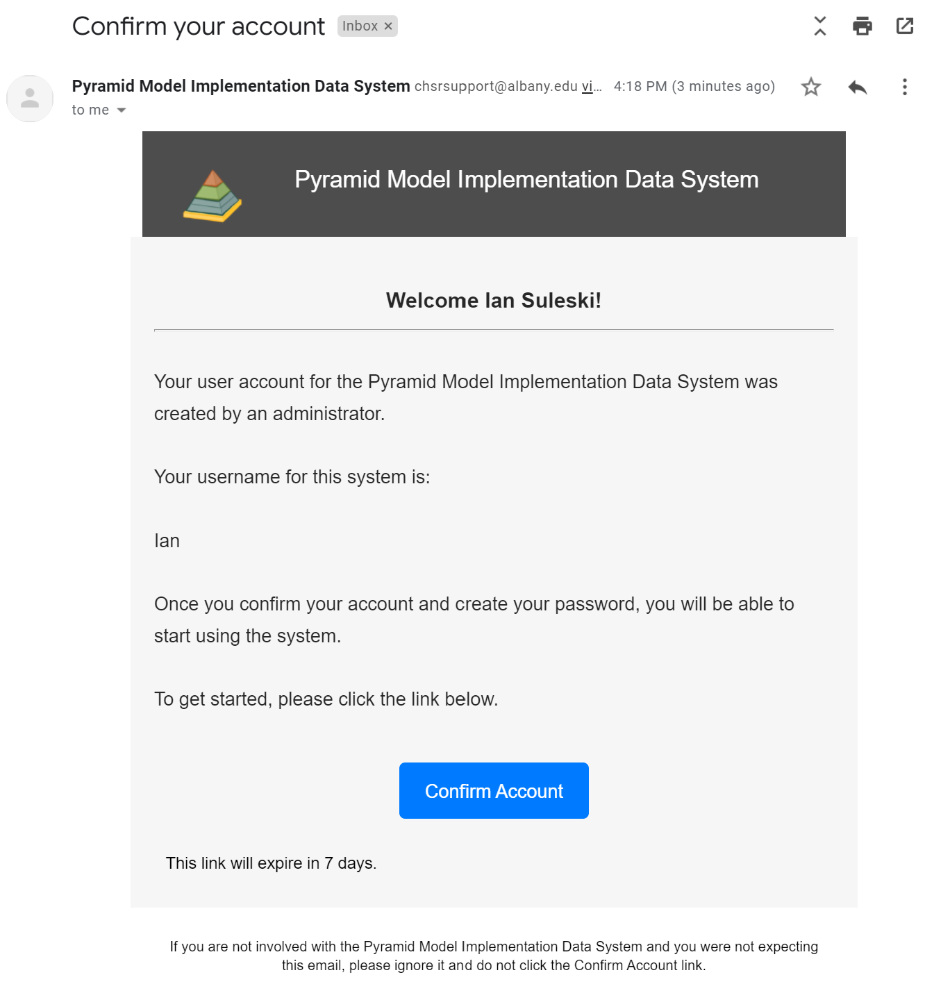 Confirm your account Inbox ×
Pyramid Model Implementation Data System chsrsupport@albany.edu vi... 4:18 PM (3 minutes ago)
to me
Pyramid Model Implementation Data System
Welcome Ian Suleski!
Your user account for the Pyramid Model Implementation Data System was
created by an administrator.
Your username for this system is:
Ian
Once you confirm your account and create your password, you will be able to
start using the system.
To get started, please click the link below.
Confirm Account
This link will expire in 7 days.
If you are not involved with the Pyramid Model Implementation Data System and you were not expecting
this email, please ignore it and do not click the Confirm Account link.